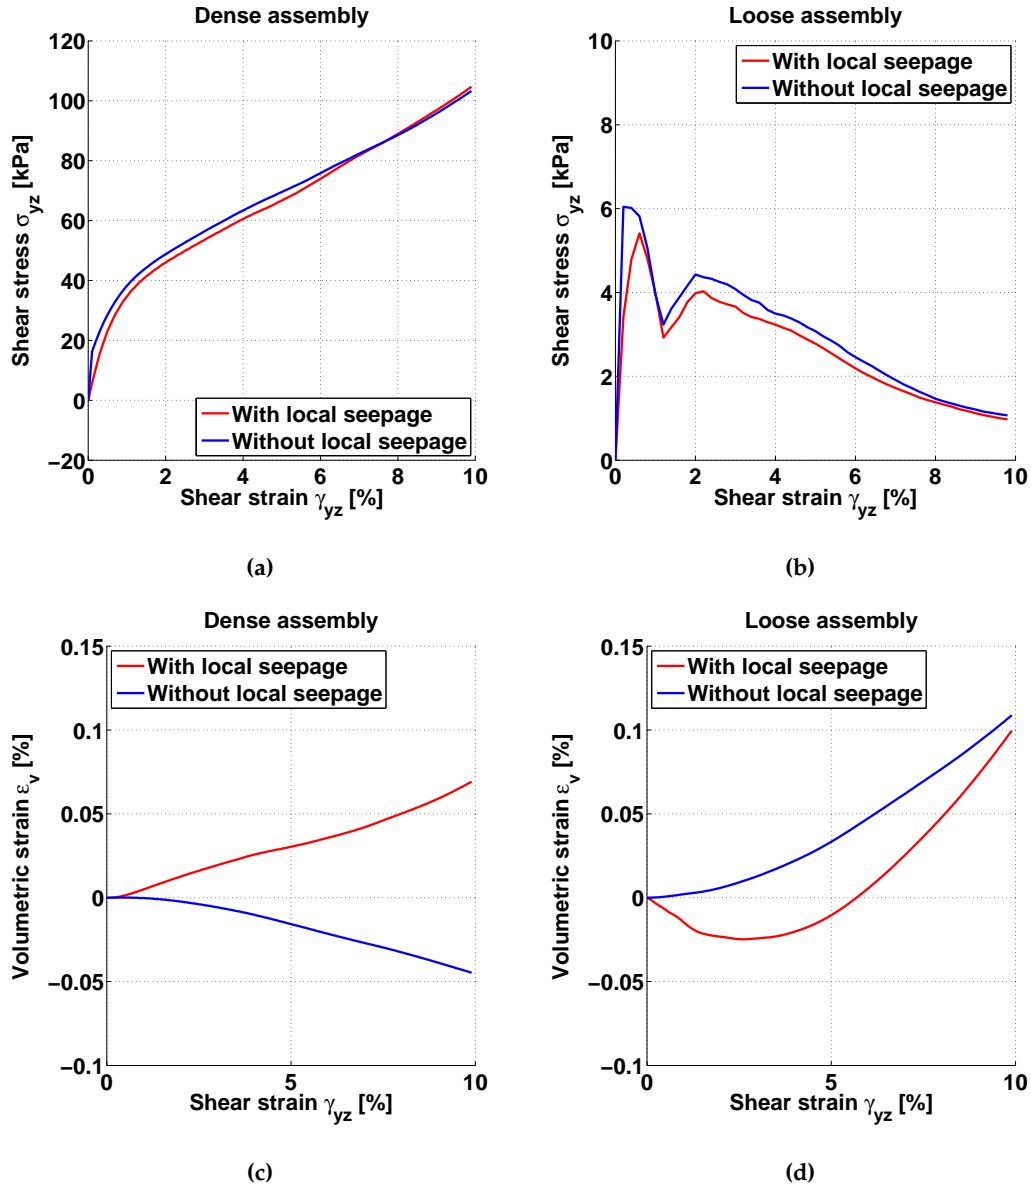 Dense assembly
120
100
80
60
40
20
0
−20
0 2 4 6 8 10
Shear stress σyz [kPa]
Shear strain γyz [%]
With local seepage
Without local seepage
(a)
Loose assembly
10
8
6
4
2
0
0 2 4 6 8 10
Shear stress σyz [kPa]
Shear strain γyz [%]
With local seepage
Without local seepage
(b)
Dense assembly
0.15
0.1
0.05
0
−0.05
−0.1
0 5 10
Volumetric strain εv [%]
Shear strain γyz [%]
With local seepage
Without local seepage
(c)
Loose assembly
0.15
0.1
0.05
0
−0.05
−0.1
0 5 10
Volumetric strain εv [%]
Shear strain γyz [%]
With local seepage
Without local seepage
(d)